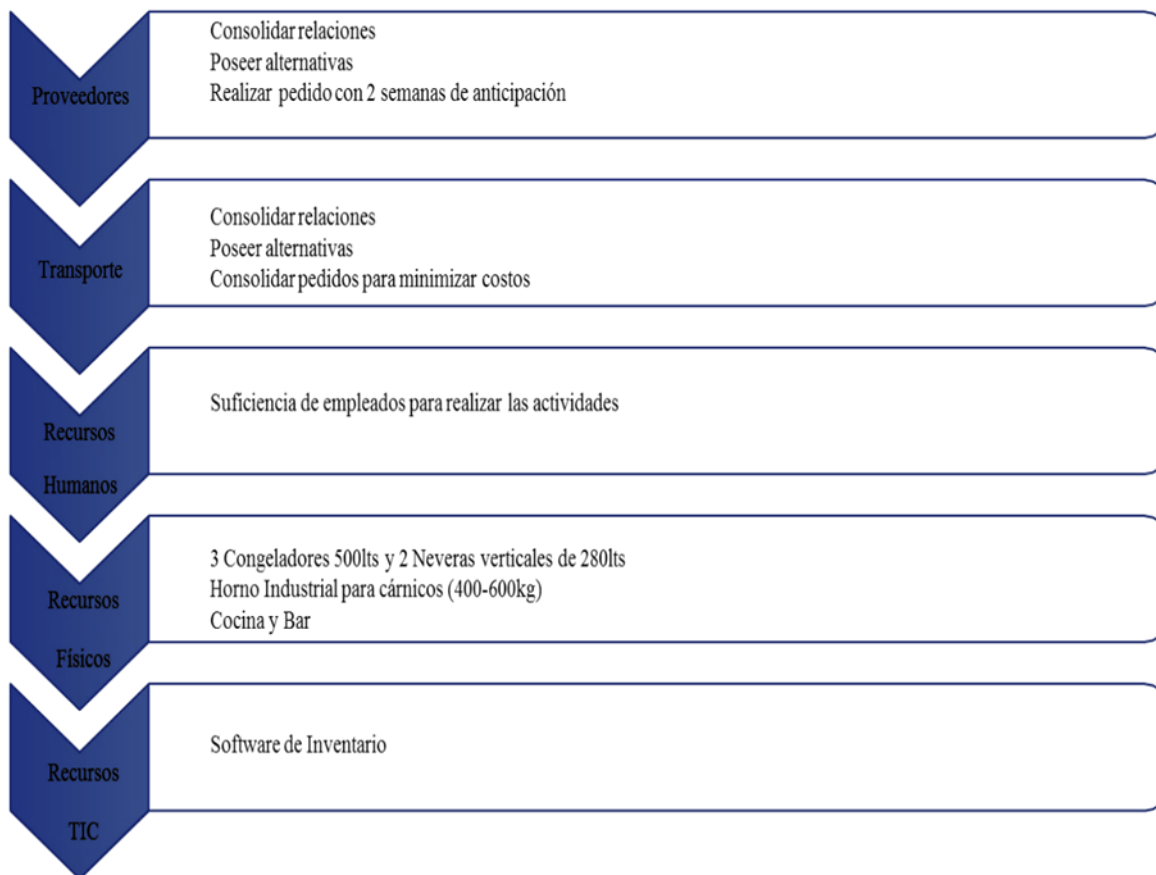 Proveedores
Consolidar relaciones
Poseer alternativas
Realizar pedido con 2 semanas de anticipación
Transporte
Consolidar relaciones
Poseer alternativas
Consolidar pedidos para minimizar costos
Recursos
Humanos
Suficiencia de empleados para realizar las actividades
Recursos
Físicos
3 Congeladores 500lts y 2 Neveras verticales de 280lts
Horno Industrial para cárnicos (400-600kg)
Cocina y Bar
Recursos
TIC
Software de Inventario